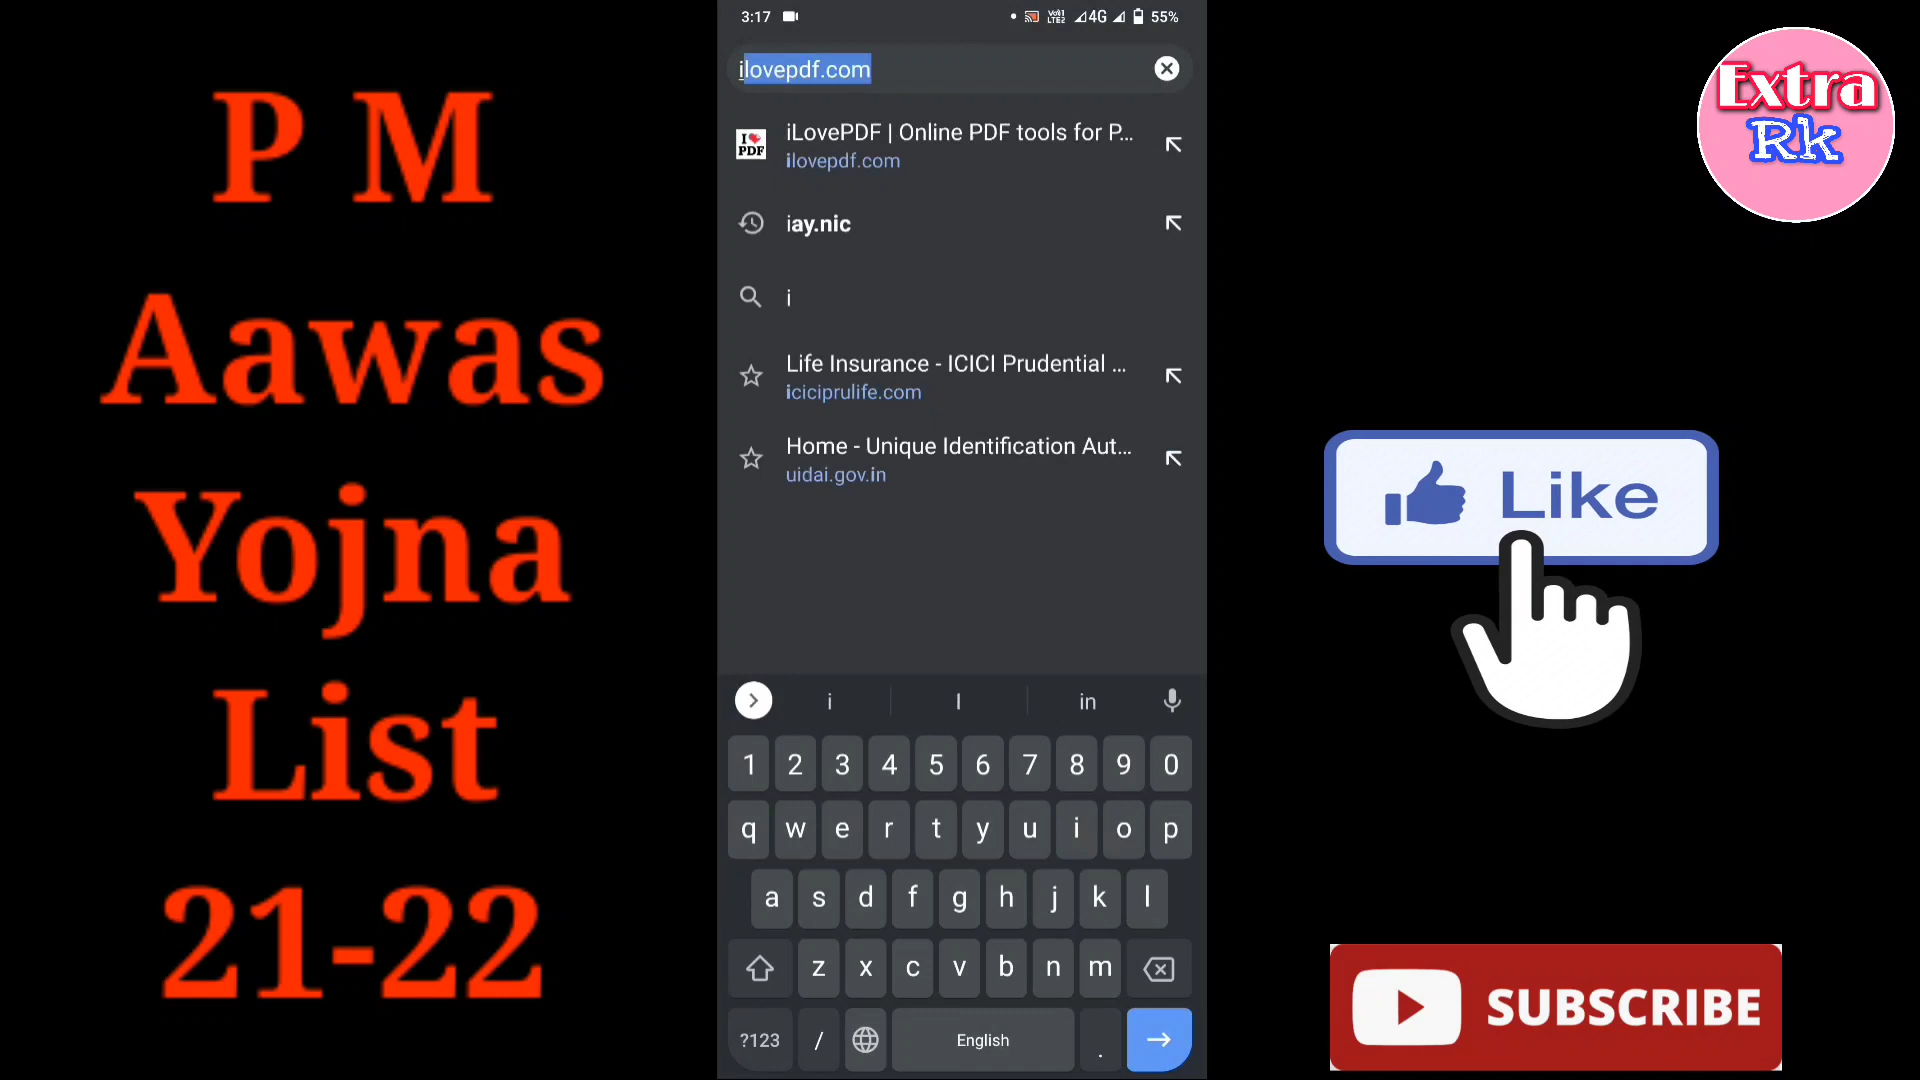 P M
Aawas
Yojna
List
21-22
3:17
4G
55%
ilovepdf.com
I
PDF
iLovePDF | Online PDF tools for P...
ilovepdf.com
iay.nic
i
Life Insurance - ICICI Prudential ...
iciciprulife.com
Home - Unique Identification Aut...
uidai.gov.in
i
I
in
1 2 3 4 5 6 7 8 9 0
q w e r t y u i o p
a s d f g h j k l
z x c v b n m
?123 / English .
Extra
Rk
Like
SUBSCRIBE